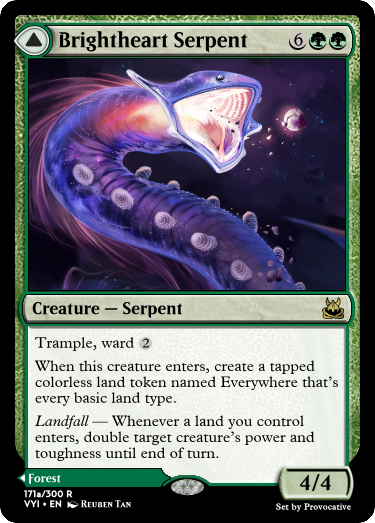 Brightheart Serpent 6
Creature — Serpent
Trample, ward 2
When this creature enters, create a tapped
colorless land token named Everywhere that's
every basic land type.
Landfall — Whenever a land you control
enters, double target creature's power and
toughness until end of turn.
Forest
4/4
171a/300 R
VYI • EN Reuben Tan
Set by Provocative